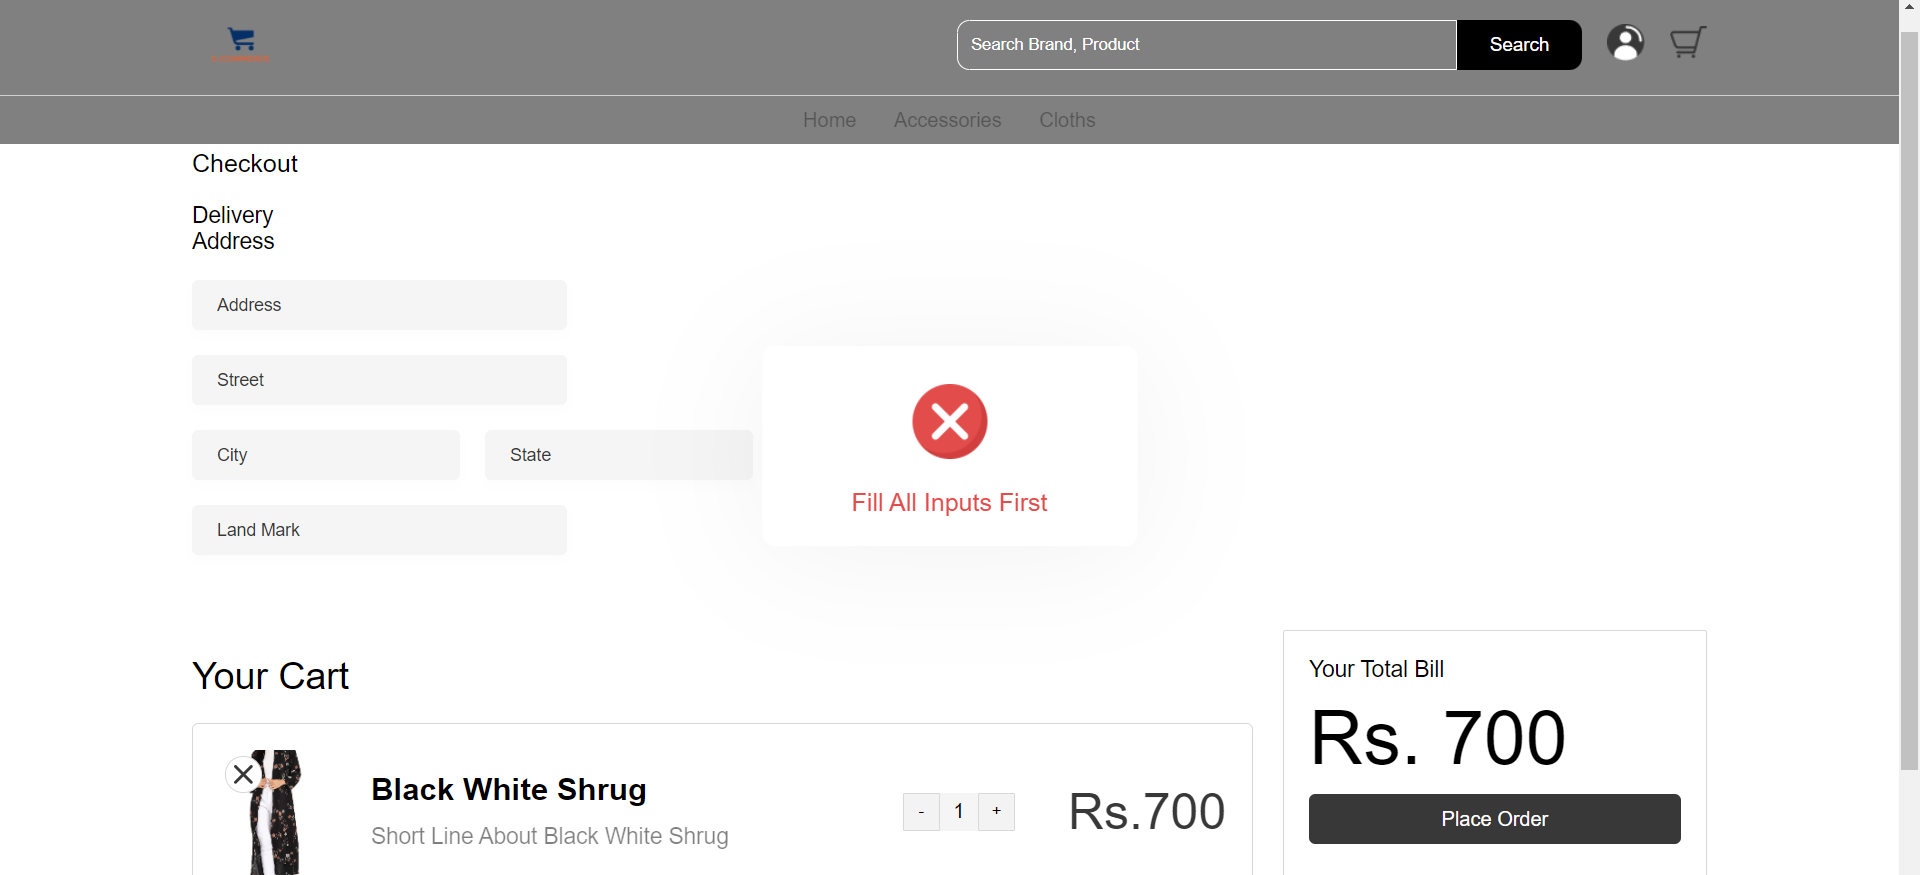 Search Brand, Product
Search
Home
Accessories
Cloths
Checkout
Delivery
Address
Address
Street
City
State
Land Mark
Fill All Inputs First
Your Cart
Black White Shrug
Short Line About Black White Shrug
-
1
+
Rs.700
Your Total Bill
Rs. 700
Place Order